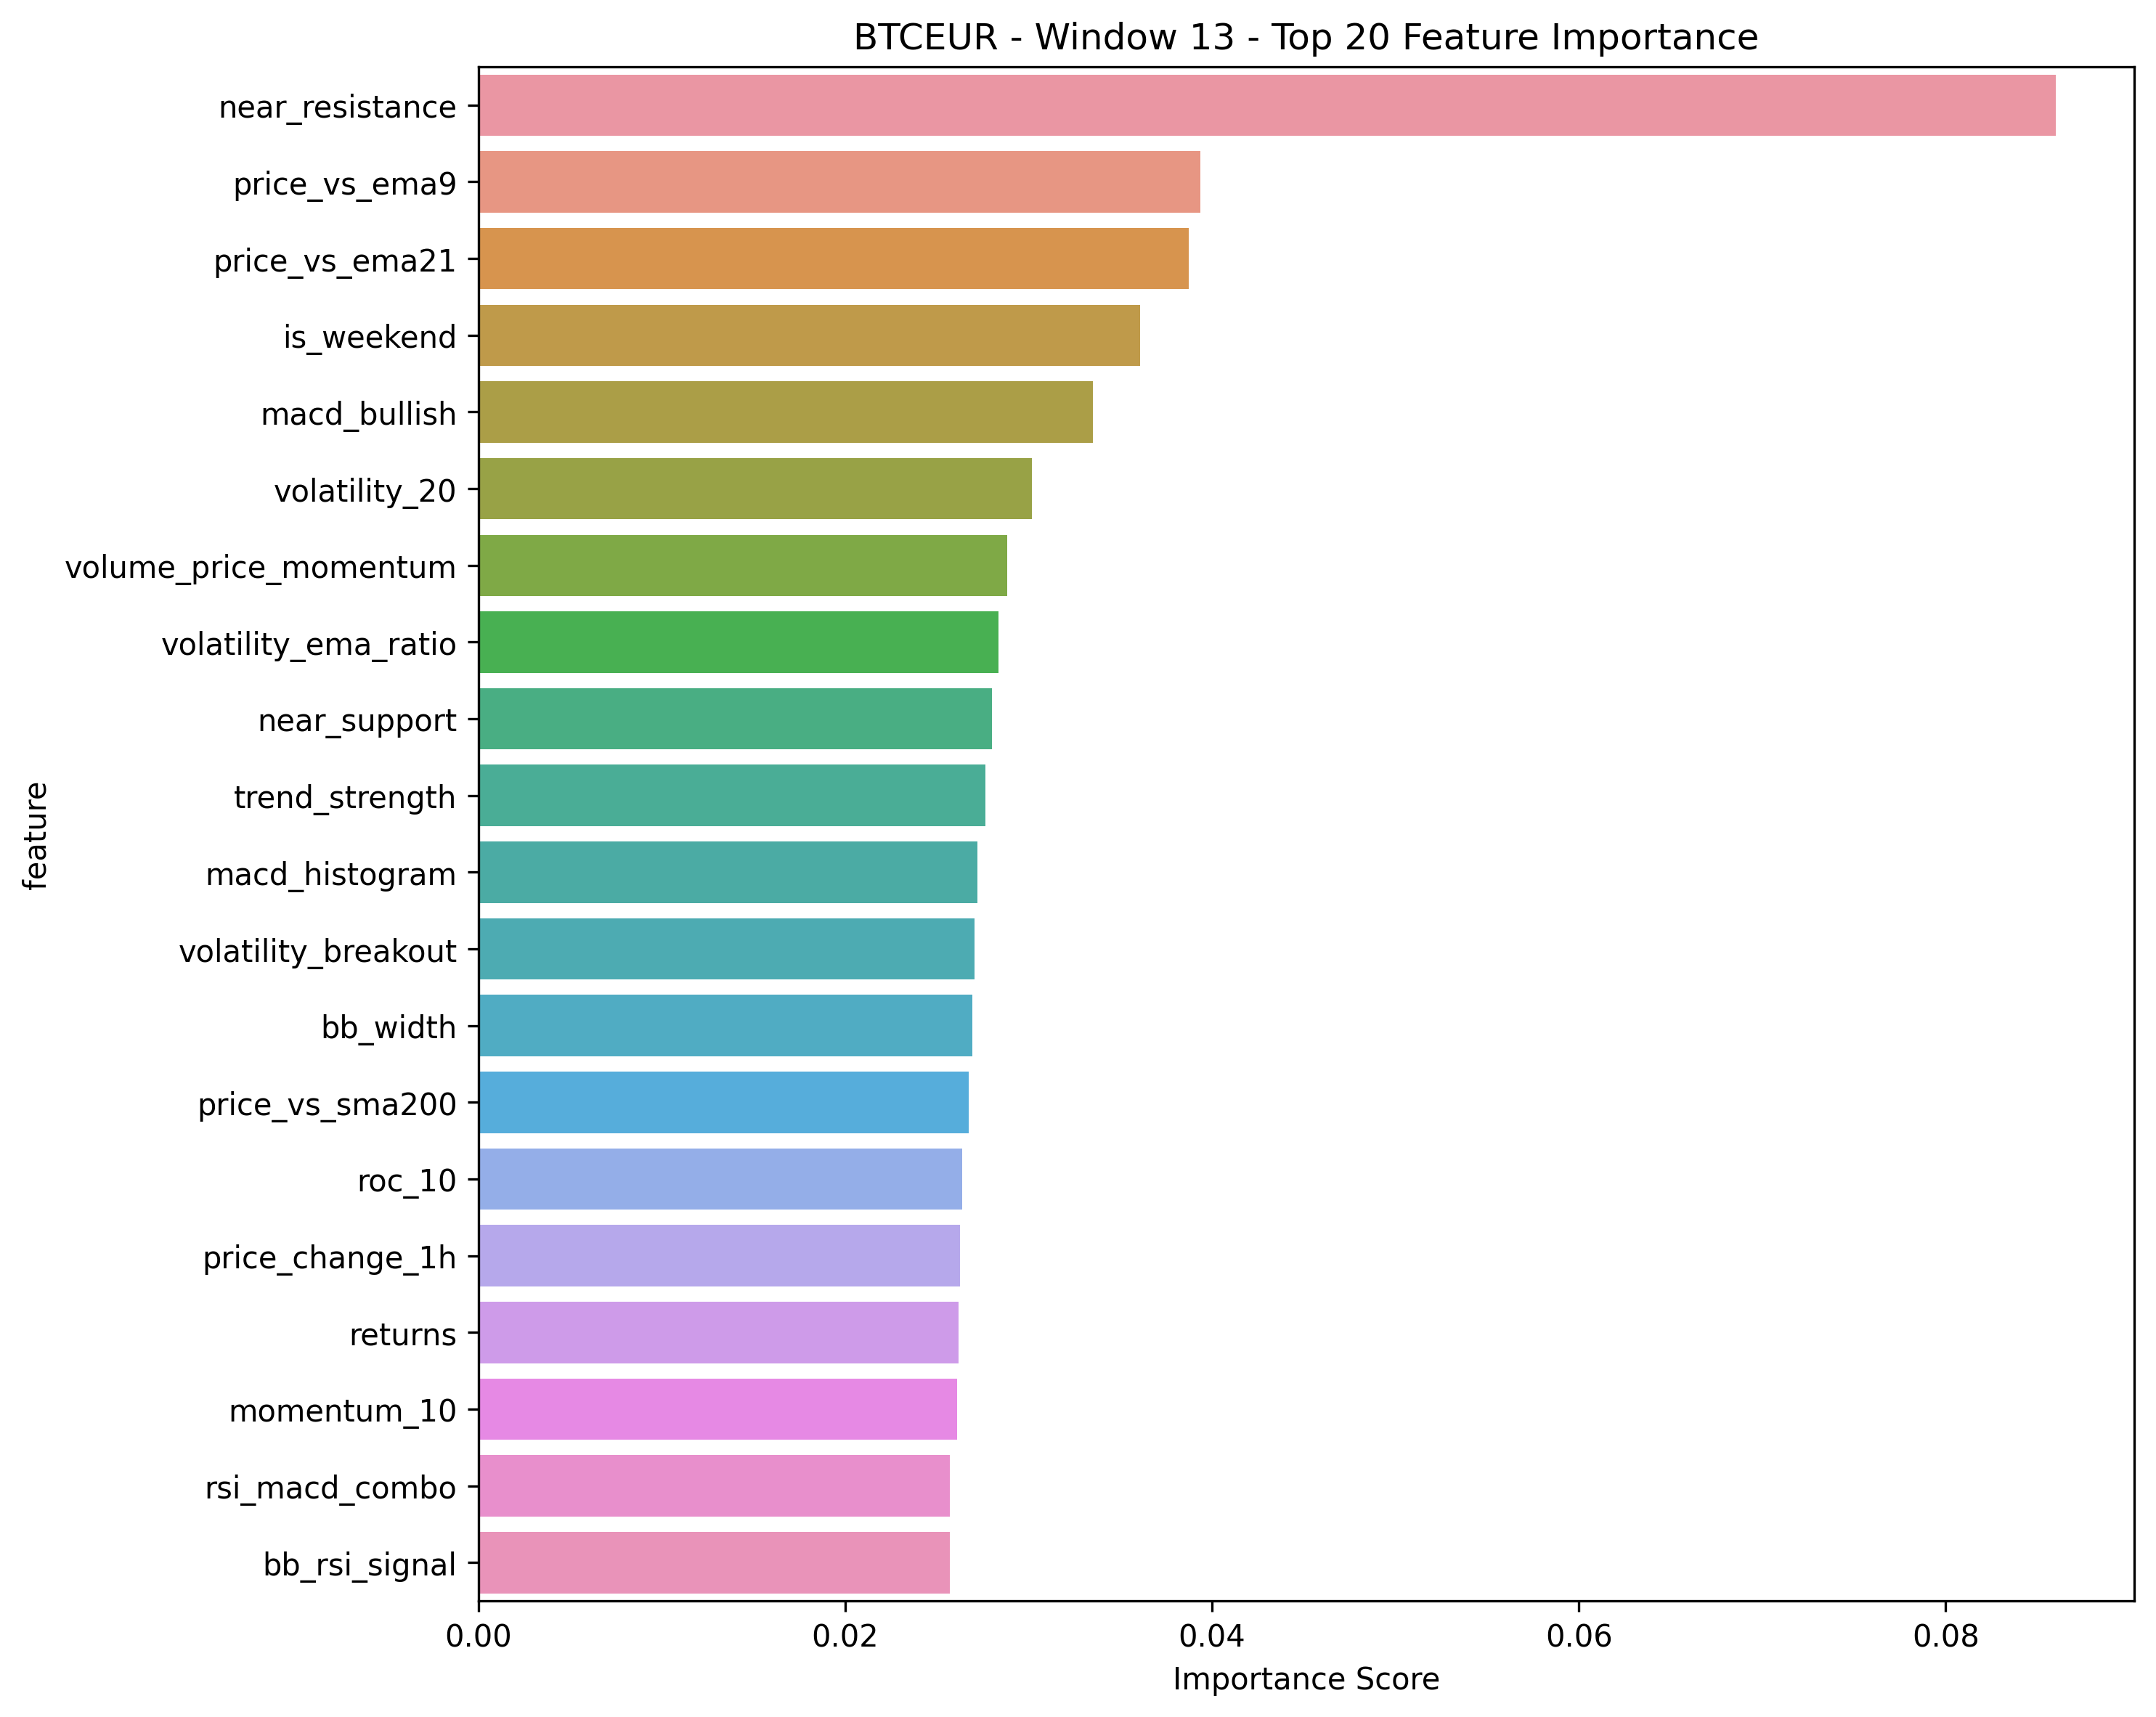 BTCEUR - Window 13 - Top 20 Feature Importance
near_resistance
price_vs_ema9
price_vs_ema21
is_weekend
macd_bullish
volatility_20
volume_price_momentum
volatility_ema_ratio
near_support
trend_strength
macd_histogram
volatility_breakout
bb_width
price_vs_sma200
roc_10
price_change_1h
returns
momentum_10
rsi_macd_combo
bb_rsi_signal
feature
0.00 0.02 0.04 0.06 0.08
Importance Score